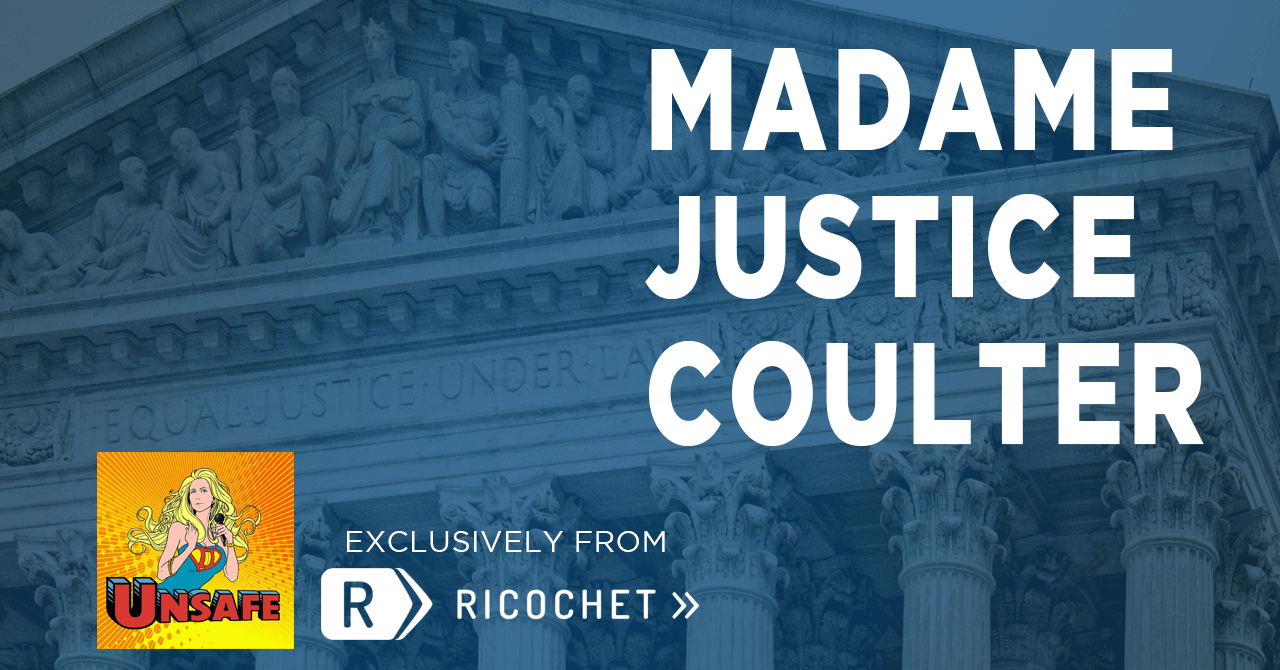 MADAME
JUSTICE
COULTER
EQUAL·JUSTICE·UNDER·LAW
UNSAFE
EXCLUSIVELY FROM
R
RICOCHET